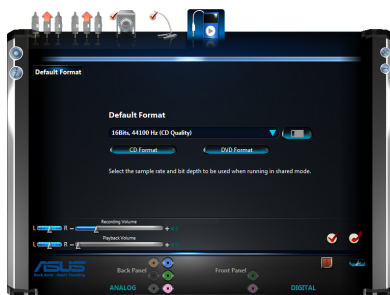 Default Format
Default Format
16Bits, 44100 Hz (CD Quality)
CD Format
DVD Format
Select the sample rate and bit depth to be used when running in shared mode.
Recording Volume
L R - +
Playback Volume
L R - +
ASUS
Back Panel
Front Panel
ANALOG
DIGITAL